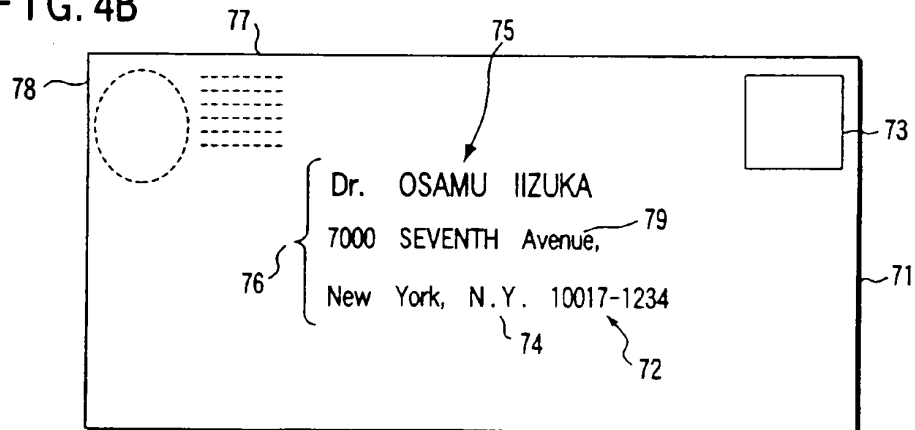 FIG. 4B
77
75
78
73
Dr. OSAMU IIZUKA
7000 SEVENTH Avenue,
79
76
71
New York, N.Y. 10017-1234
74
72